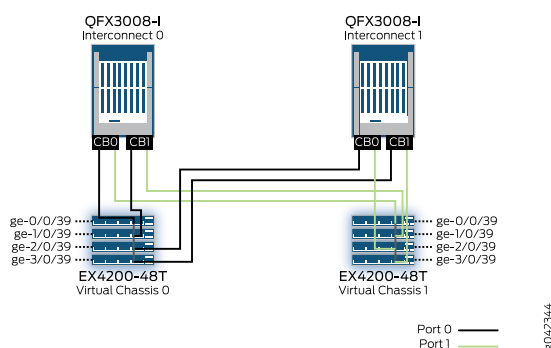 QFX3008-I
Interconnect 0
QFX3008-I
Interconnect 1
CB0
CB1
CB0
CB1
ge-0/0/39
ge-1/0/39
ge-2/0/39
ge-3/0/39
ge-0/0/39
ge-1/0/39
ge-2/0/39
ge-3/0/39
EX4200-48T
Virtual Chassis 0
EX4200-48T
Virtual Chassis 1
Port 0
Port 1
g042344